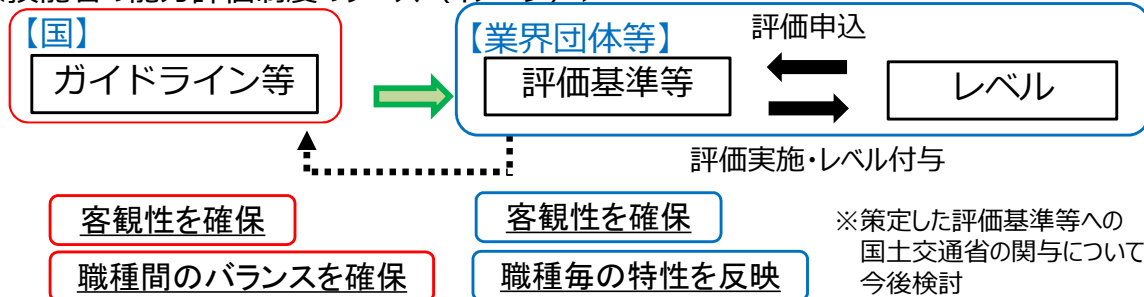 【国】
ガイドライン等
【業界団体等】
評価基準等
評価申込
レベル
評価実施・レベル付与
客観性を確保
職種間のバランスを確保
客観性を確保
職種毎の特性を反映
※策定した評価基準等への
国土交通省の関与について
今後検討